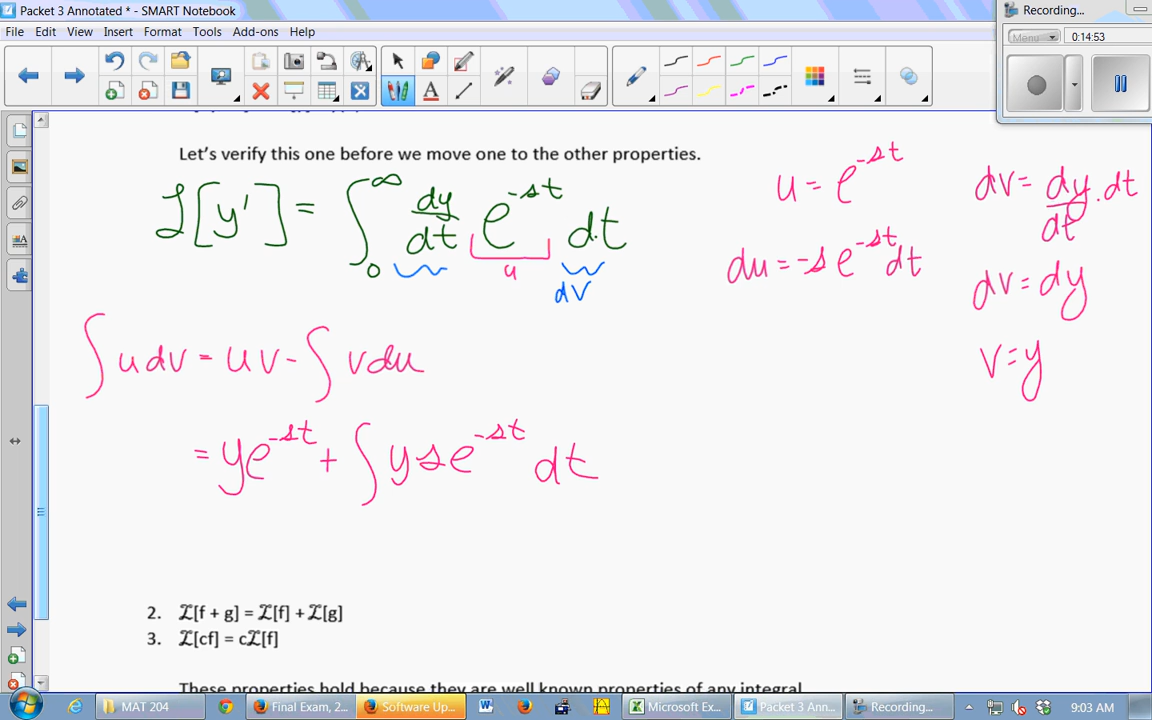 Packet 3 Annotated * - SMART Notebook
Recording...
File Edit View Insert Format Tools Add-ons Help
Menu
0:14:53
Let's verify this one before we move one to the other properties.
ℒ[y'] = ∫₀^∞ dy/dt e^-st dt
u
dv
u = e^-st
du = -se^-st dt
dv = dy/dt . dt
dv = dy
v = y
∫ u dv = uv - ∫ v du
= ye^-st + ∫ yse^-st dt
2. ℒ[f + g] = ℒ[f] + ℒ[g]
3. ℒ[cf] = cℒ[f]
These properties hold because they are well known properties of any integral
MAT 204
Final Exam, 2...
Software Up...
Microsoft Ex...
Packet 3 Ann...
Recording...
9:03 AM